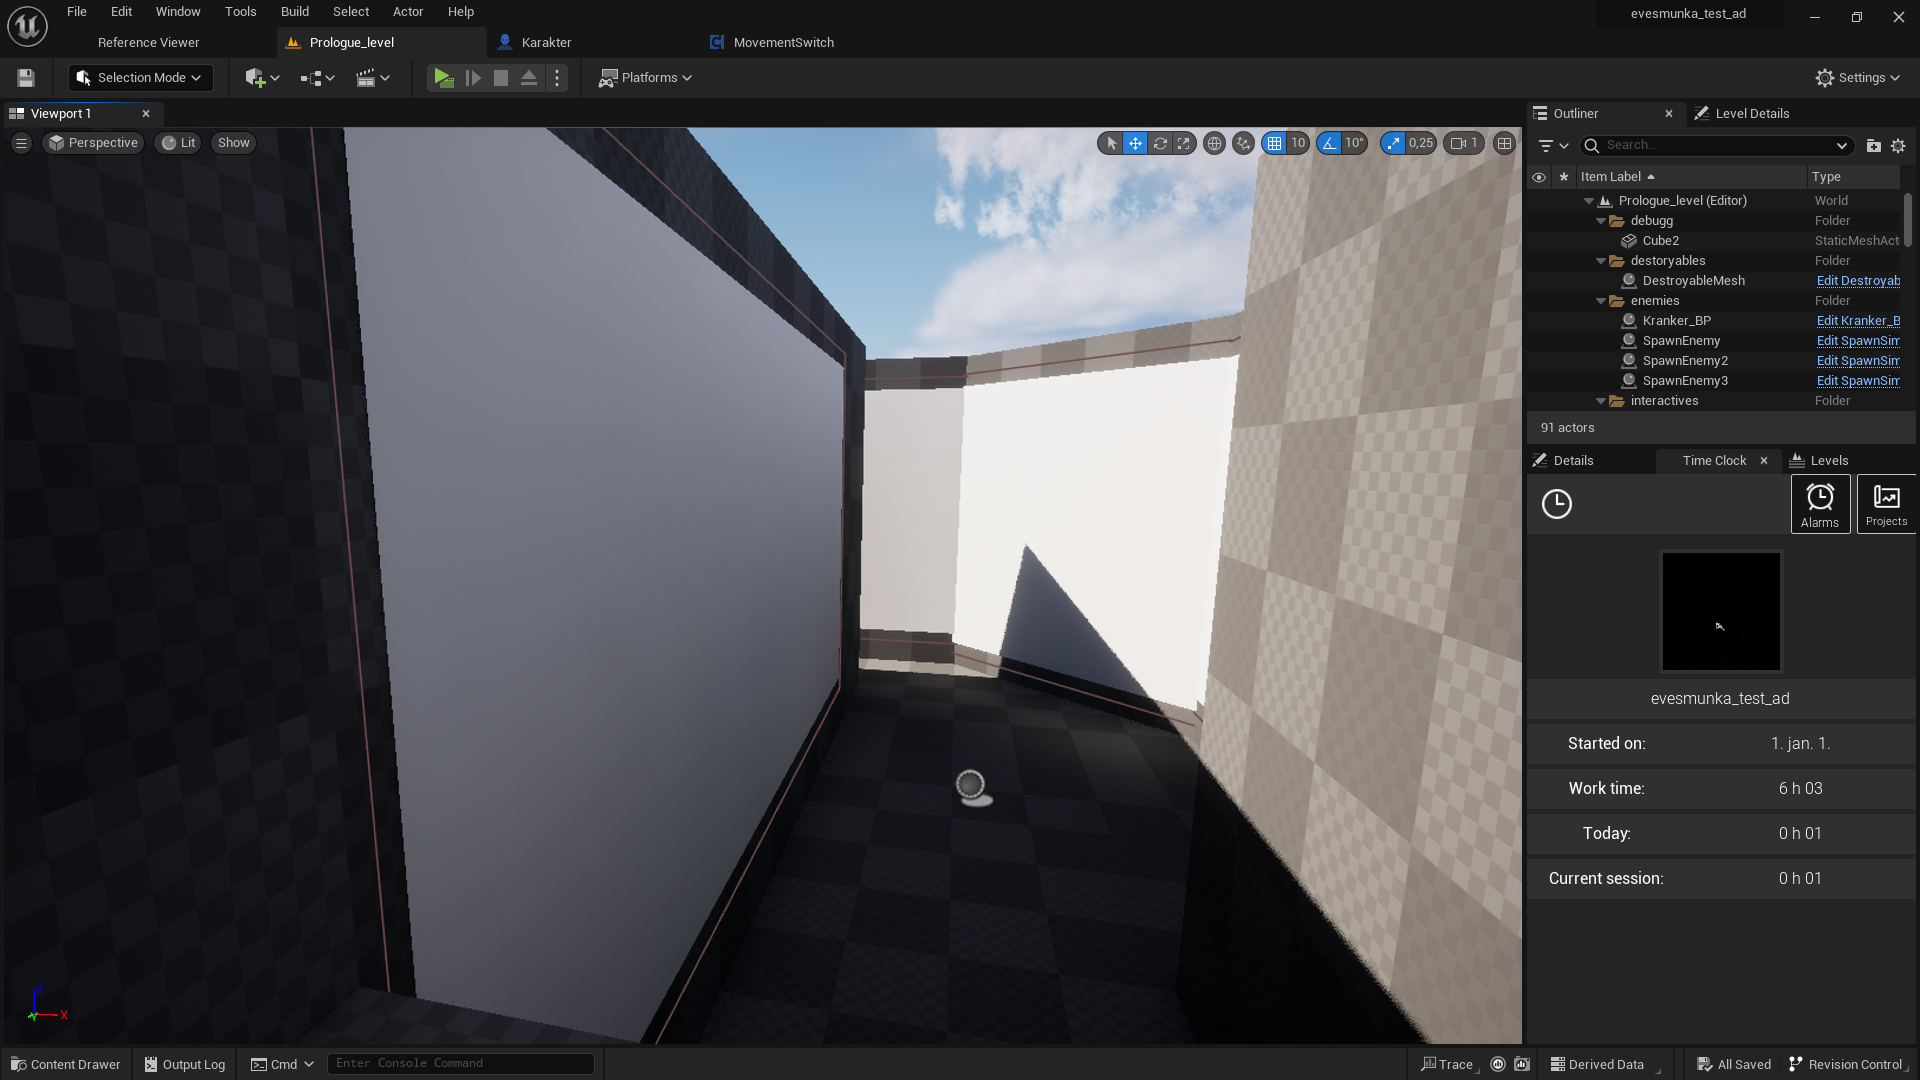 File Edit Window Tools Build Select Actor Help
evesmunka_test_ad
Reference Viewer Prologue_level Karakter MovementSwitch
Selection Mode Platforms Settings
Viewport 1
Perspective Lit Show
10 10° 0,25 1
Outliner Level Details
Search...
Item Label Type
Prologue_level (Editor) World
debugg Folder
Cube2 StaticMeshAct
destoryables Folder
DestroyableMesh Edit Destroyab
enemies Folder
Kranker_BP Edit Kranker_B
SpawnEnemy Edit SpawnSim
SpawnEnemy2 Edit SpawnSim
SpawnEnemy3 Edit SpawnSim
interactives Folder
91 actors
Details Time Clock Levels
Alarms Projects
evesmunka_test_ad
Started on: 1. jan. 1.
Work time: 6 h 03
Today: 0 h 01
Current session: 0 h 01
Z
Y X
Content Drawer Output Log Cmd Enter Console Command
Trace Derived Data All Saved Revision Control